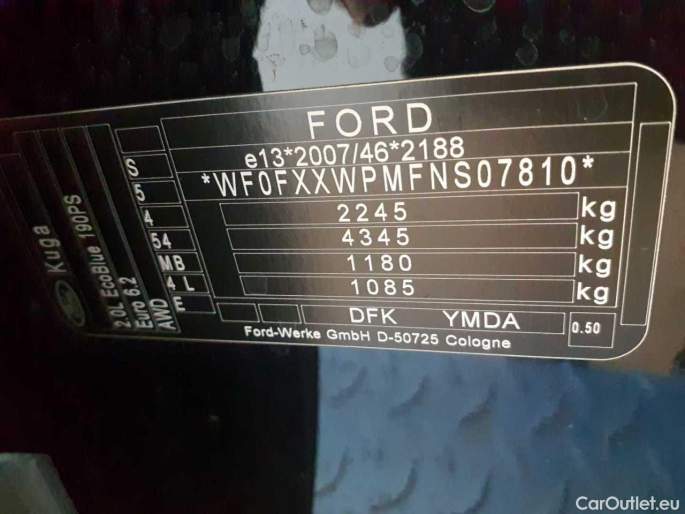 FORD
e13*2007/46*2188
*WF0FXXWPMFNS07810*
2245 kg
4345 kg
1180 kg
1085 kg
DFK YMDA 0.50
Ford-Werke GmbH D-50725 Cologne
S
5
4
54
MB
4 L
E
Ford
Kuga
2.0L EcoBlue 190PS
Euro 6.2
AWD
CarOutlet.eu